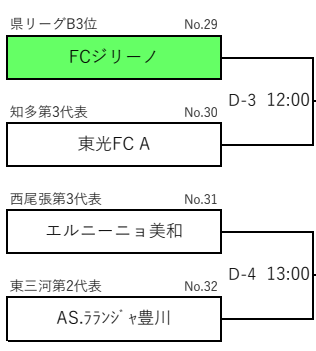 県リーグB3位 No.29
FCジリーノ
D-3 12:00
知多第3代表 No.30
東光FC A
西尾張第3代表 No.31
エルニーニョ美和
D-4 13:00
東三河第2代表 No.32
AS.ﾗﾗﾝｼﾞｬ豊川